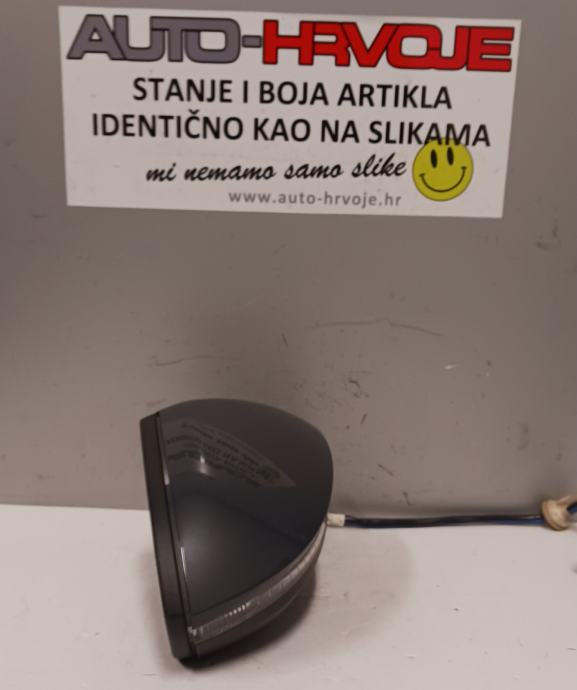 AUTO-HRVOJE
STANJE I BOJA ARTIKLA
IDENTIČNO KAO NA SLIKAMA
mi nemamo samo slike
www.auto-hrvoje.hr